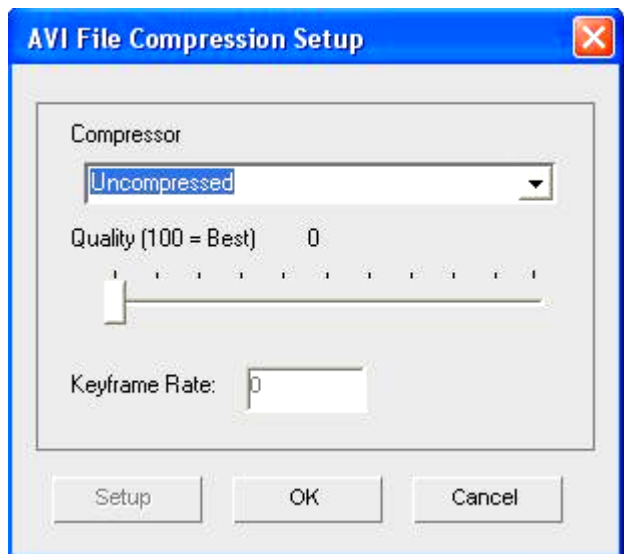 AVI File Compression Setup
Compressor
Uncompressed
Quality (100 = Best) 0
Keyframe Rate: 0
Setup OK Cancel